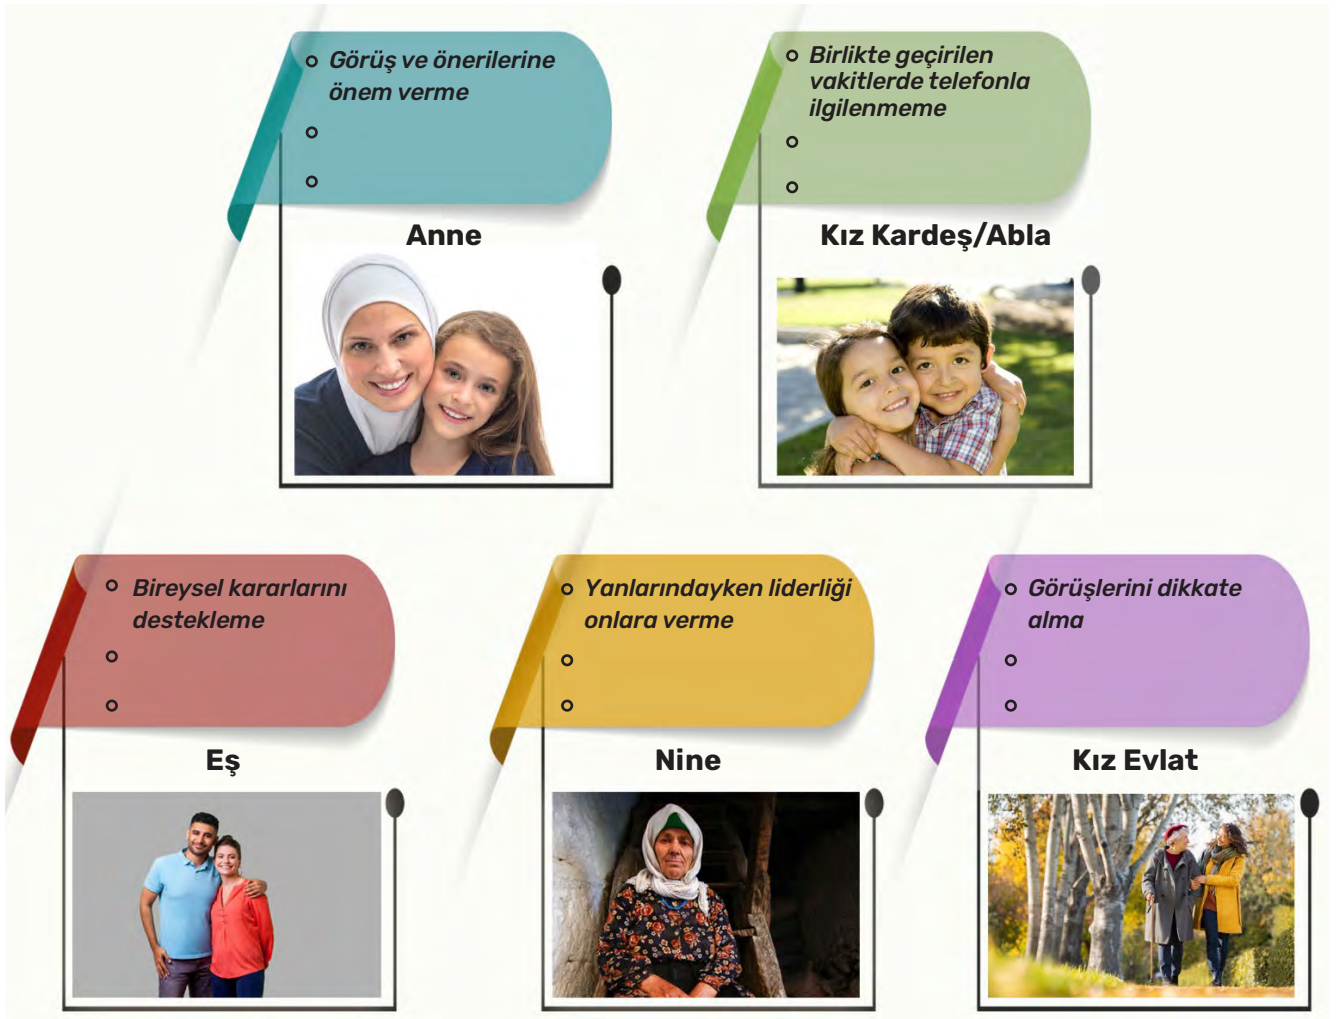 Görüş ve önerilerine
önem verme
Anne
Birlikte geçirilen
vakitlerde telefonla
ilgilenmeme
Kız Kardeş/Abla
Bireysel kararlarını
destekleme
Eş
Yanlarındayken liderliği
onlara verme
Nine
Görüşlerini dikkate
alma
Kız Evlat